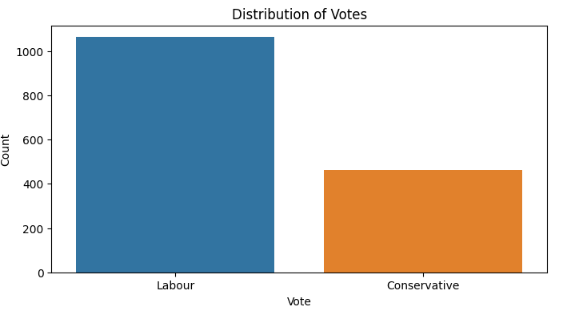 Distribution of Votes
1000
800
600
400
200
0
Count
Labour
Conservative
Vote